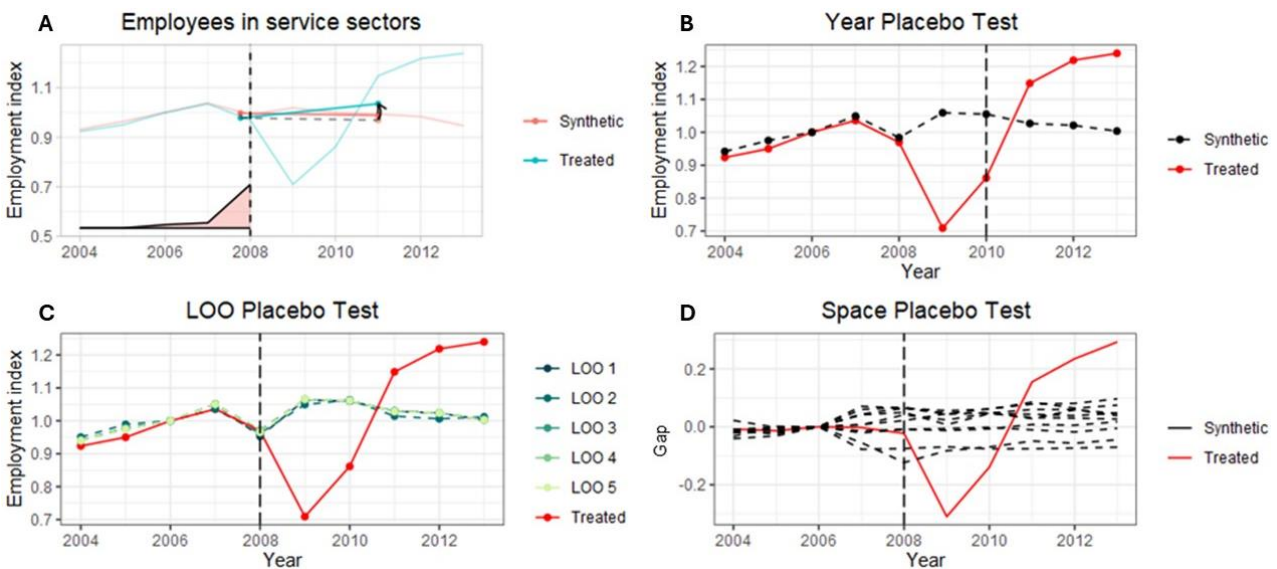 A
Employees in service sectors
Employment index
1.1
0.9
0.7
0.5
2004 2006 2008 2010 2012
Synthetic
Treated
B
Year Placebo Test
Employment index
1.2
1.1
1.0
0.9
0.8
0.7
2004 2006 2008 2010 2012
Year
Synthetic
Treated
C
LOO Placebo Test
Employment index
1.2
1.1
1.0
0.9
0.8
0.7
2004 2006 2008 2010 2012
Year
LOO 1
LOO 2
LOO 3
LOO 4
LOO 5
Treated
D
Space Placebo Test
Gap
0.2
0.0
-0.2
2004 2006 2008 2010 2012
Year
Synthetic
Treated